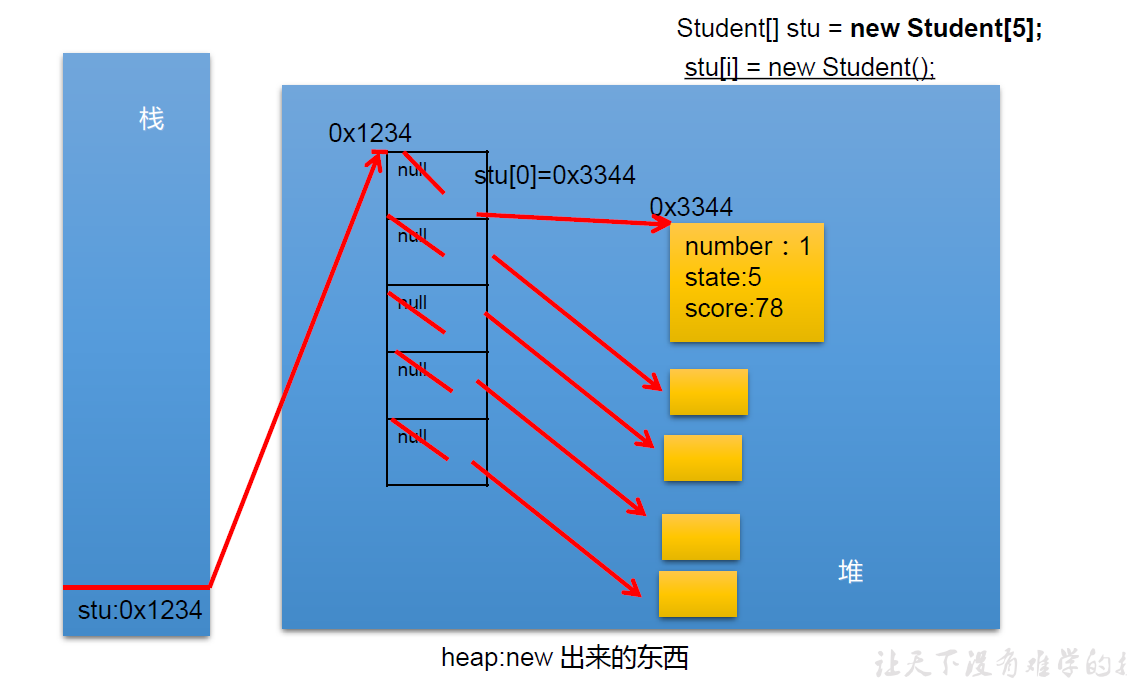 Student[] stu = new Student[5];
stu[i] = new Student();
栈
0x1234
null
stu[0]=0x3344
0x3344
null
number：1
state:5
score:78
null
null
null
堆
stu:0x1234
heap:new 出来的东西
让天下没有难学的